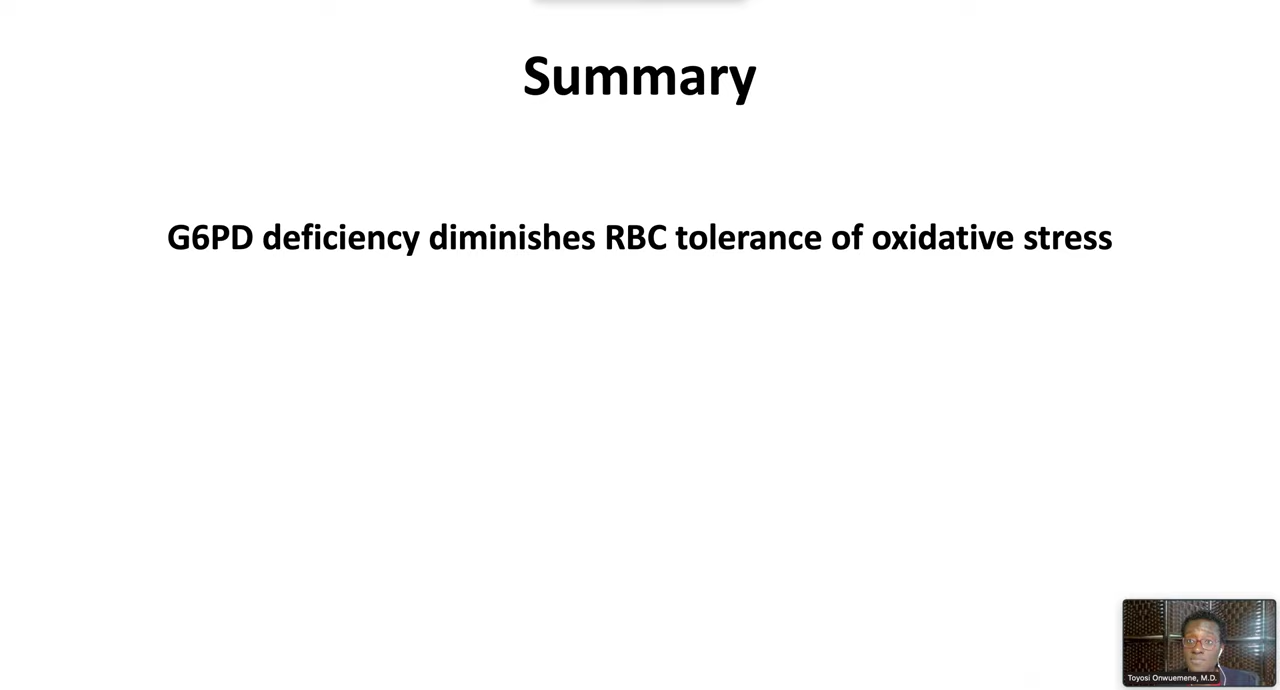 Summary
G6PD deficiency diminishes RBC tolerance of oxidative stress
Toyosi Onwuemene, M.D.